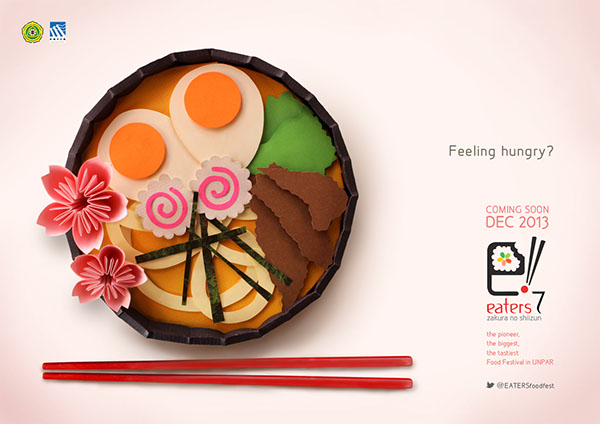 Feeling hungry?
COMING SOON
DEC 2013
eaters 7
zakura no shiizun
the pioneer,
the biggest,
the tastiest
Food Festival in UNPAR
@EATERSfoodfest